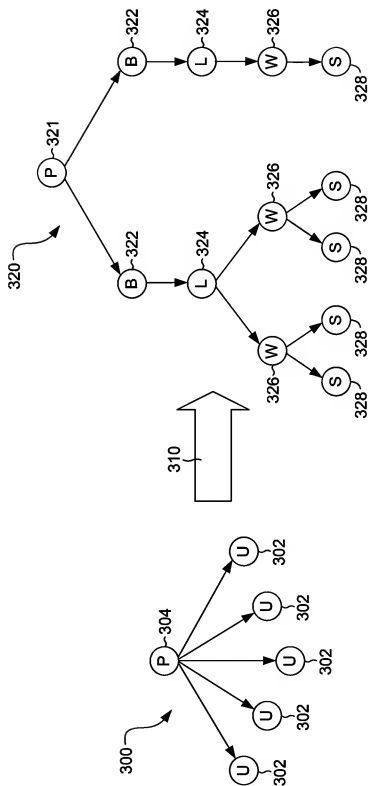 300
P 304
U U U U U
302 302 302 302 302
310
320
P 321
B 322 B 322
L 324 L 324
W 326 W 326 W 326
S S S S S
328 328 328 328 328